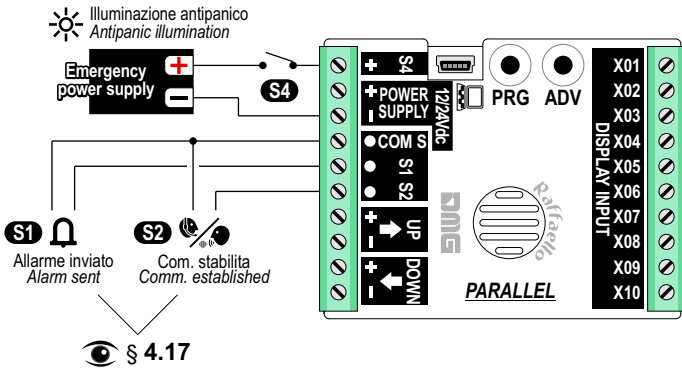 Illuminazione antipanico
Antipanic illumination
Emergency
power supply
+
−
S4
S1
Allarme inviato
Alarm sent
S2
Com. stabilita
Comm. established
§ 4.17
+ S4
+ POWER
− SUPPLY
12/24Vdc
COM S
S1
S2
+ − UP
+ − DOWN
PRG
ADV
DMG
Raffaello
PARALLEL
DISPLAY INPUT
X01
X02
X03
X04
X05
X06
X07
X08
X09
X10